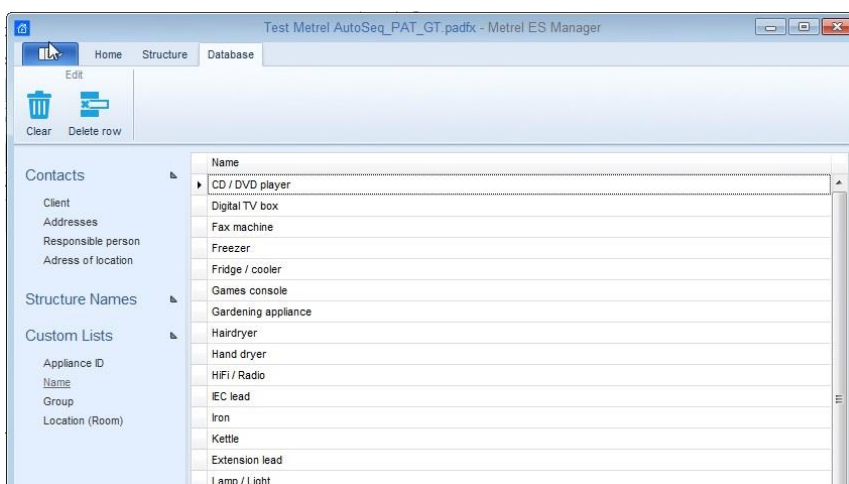 Test Metrel AutoSeq_PAT_GT.padfx - Metrel ES Manager
Home Structure Database
Edit
Clear Delete row
Contacts
Client
Addresses
Responsible person
Adress of location
Structure Names
Custom Lists
Appliance ID
Name
Group
Location (Room)
Name
CD / DVD player
Digital TV box
Fax machine
Freezer
Fridge / cooler
Games console
Gardening appliance
Hairdryer
Hand dryer
HiFi / Radio
IEC lead
Iron
Kettle
Extension lead
Lamp / Light